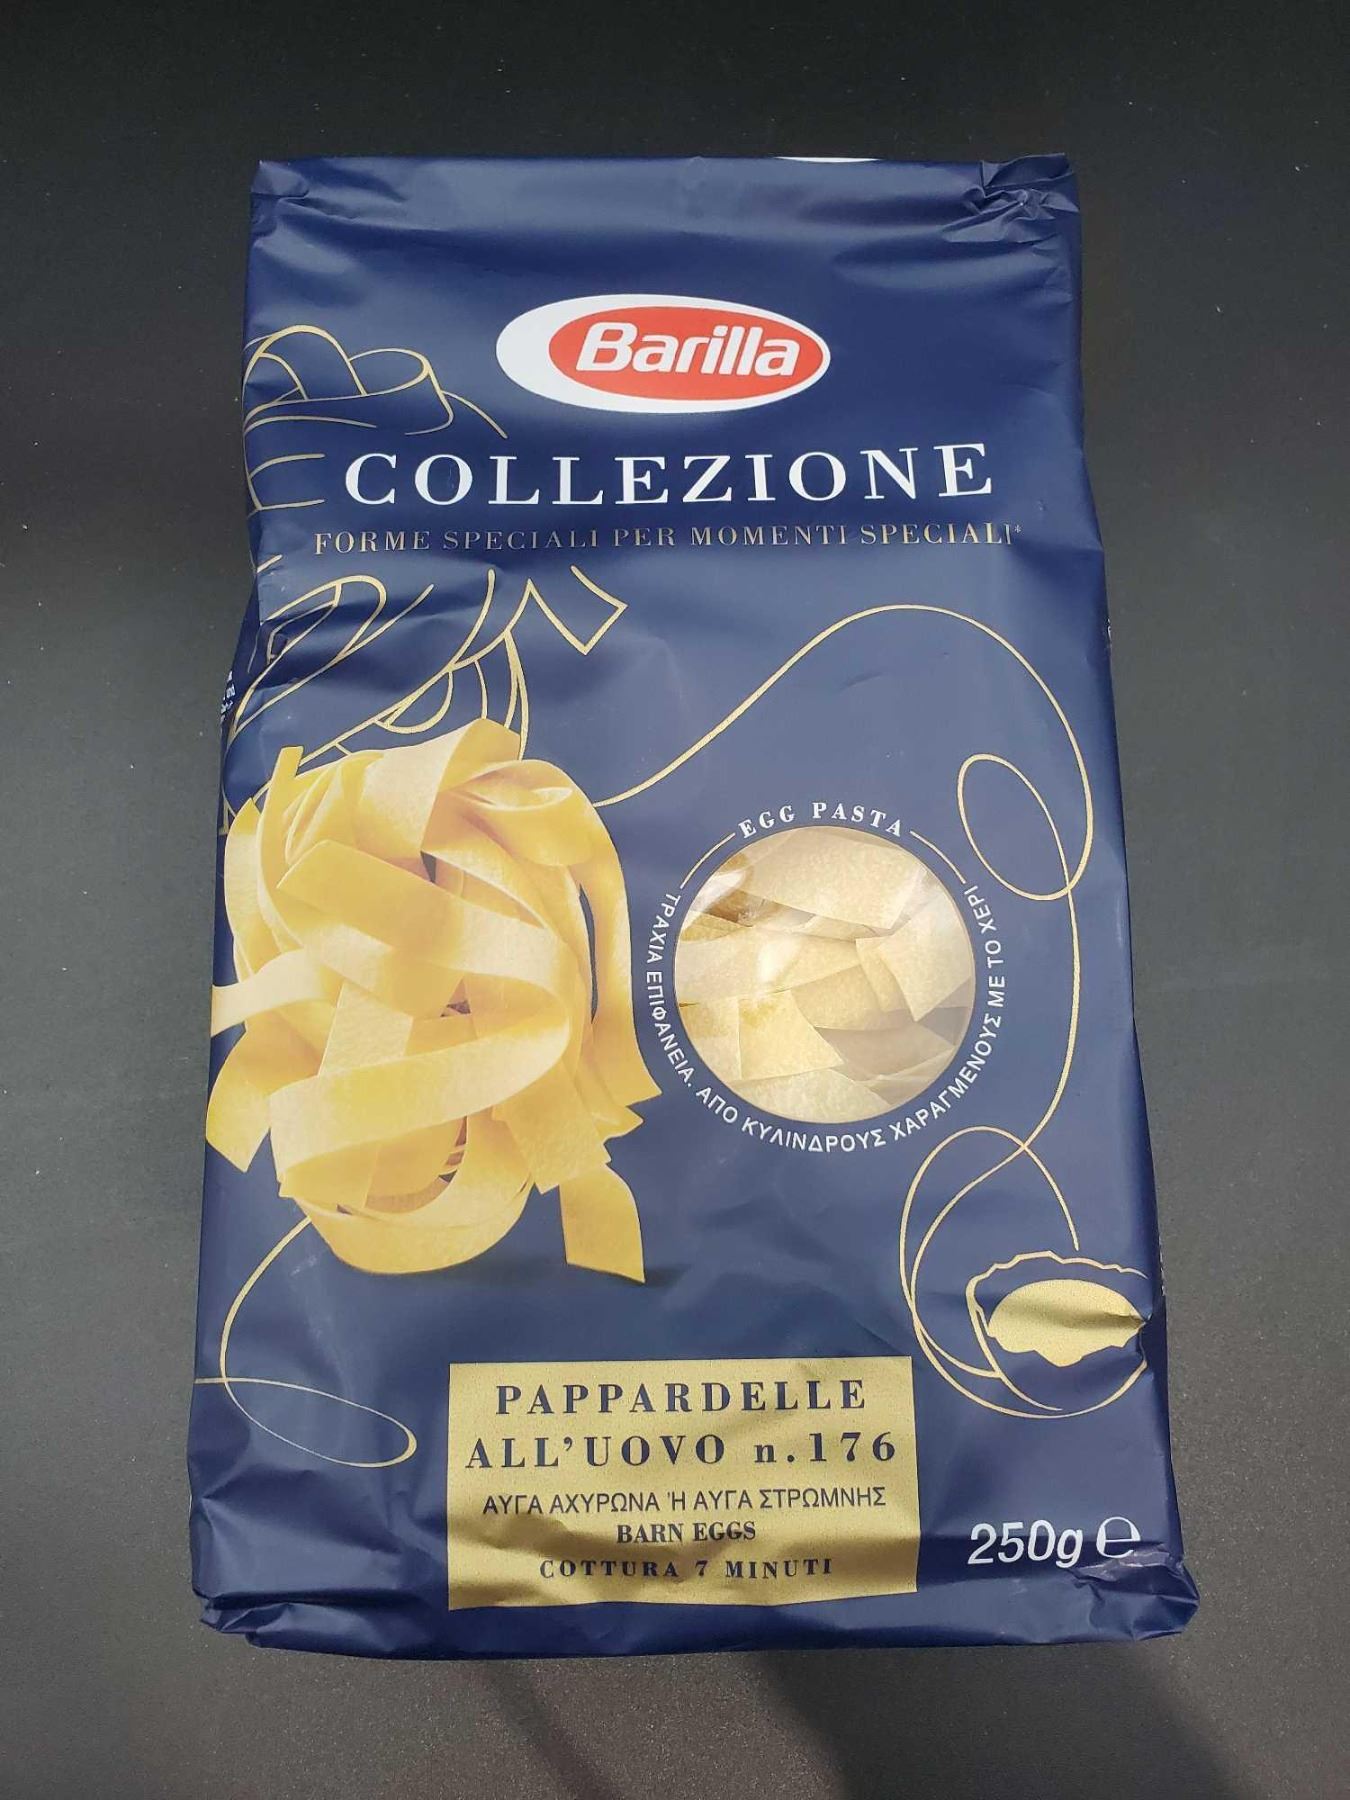 Barilla
COLLEZIONE
FORME SPECIALI PER MOMENTI SPECIALI*
EGG PASTA
ΤΡΑΧΙΑ ΕΠΙΦΑΝΕΙΑ. ΑΠΟ ΚΥΛΙΝΔΡΟΥΣ ΧΑΡΑΓΜΕΝΟΥΣ ΜΕ ΤΟ ΧΕΡΙ
PAPPARDELLE
ALL'UOVO n.176
ΑΥΓΑ ΑΧΥΡΩΝΑ Ή ΑΥΓΑ ΣΤΡΩΜΝΗΣ
BARN EGGS
COTTURA 7 MINUTI
250g ℮